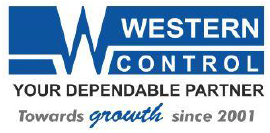 WESTERN
CONTROL
YOUR DEPENDABLE PARTNER
Towards growth since 2001